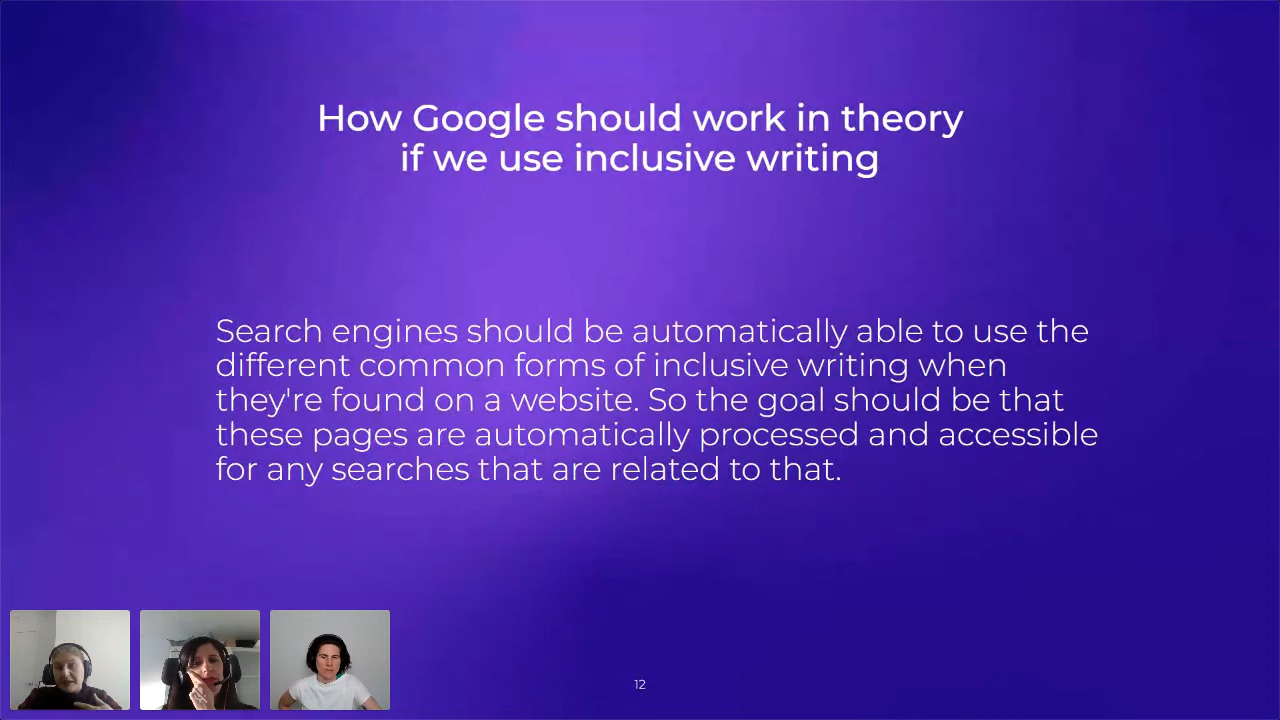 How Google should work in theory
if we use inclusive writing
Search engines should be automatically able to use the
different common forms of inclusive writing when
they're found on a website. So the goal should be that
these pages are automatically processed and accessible
for any searches that are related to that.
12